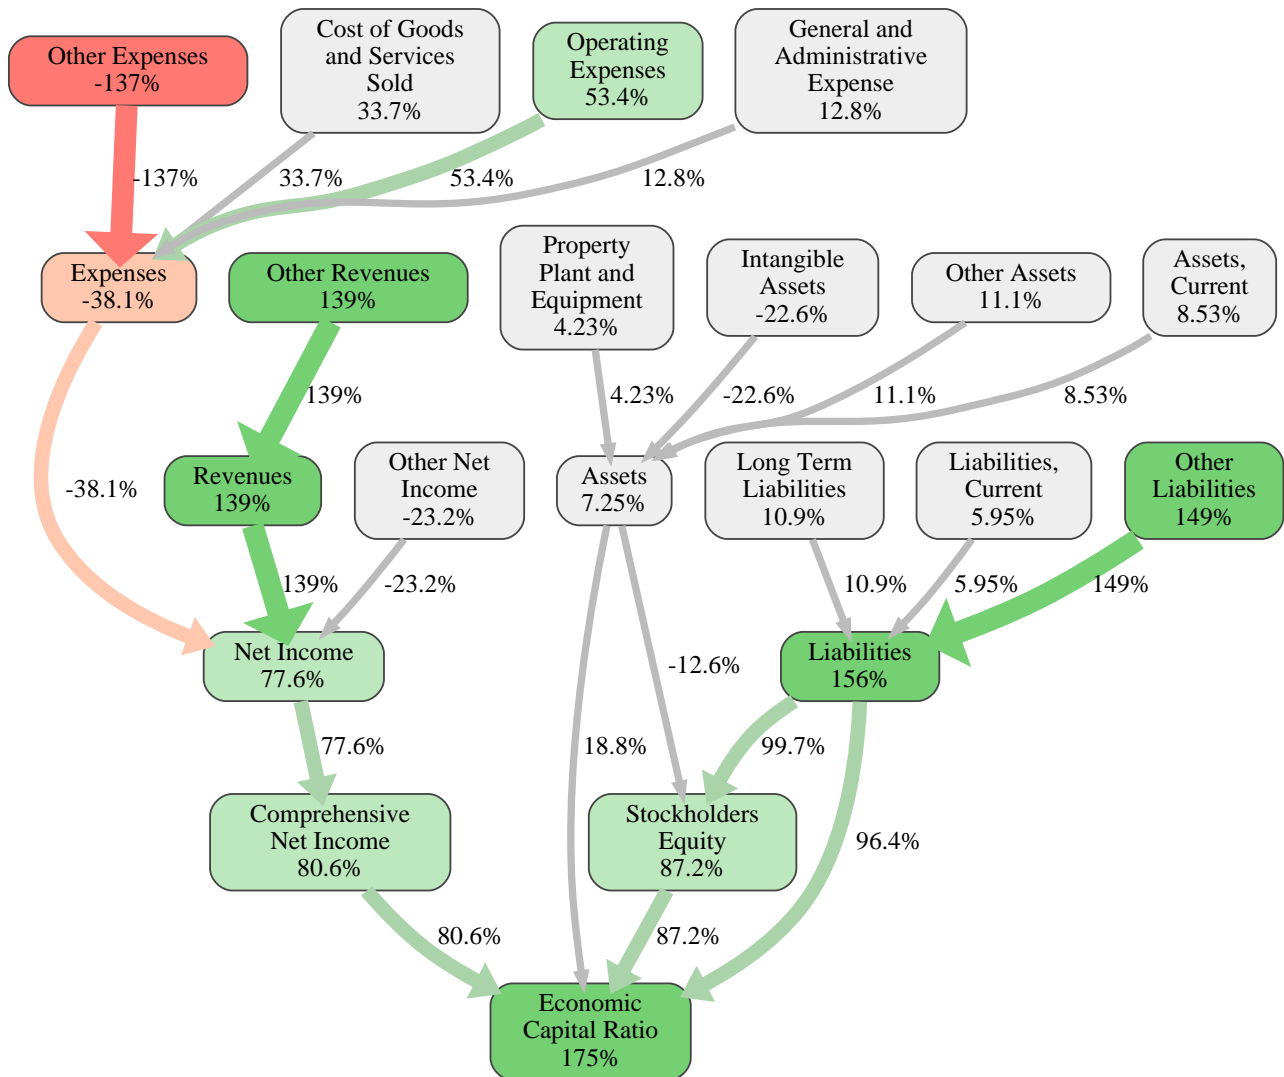 Other Expenses
-137%
Cost of Goods
and Services
Sold
33.7%
Operating
Expenses
53.4%
General and
Administrative
Expense
12.8%
-137%
33.7%
53.4%
12.8%
Expenses
-38.1%
Other Revenues
139%
Property
Plant and
Equipment
4.23%
Intangible
Assets
-22.6%
Other Assets
11.1%
Assets,
Current
8.53%
139%
4.23%
-22.6%
11.1%
8.53%
-38.1%
Revenues
139%
Other Net
Income
-23.2%
Assets
7.25%
Long Term
Liabilities
10.9%
Liabilities,
Current
5.95%
Other
Liabilities
149%
139%
-23.2%
10.9%
5.95%
149%
Net Income
77.6%
-12.6%
Liabilities
156%
77.6%
18.8%
99.7%
Comprehensive
Net Income
80.6%
Stockholders
Equity
87.2%
96.4%
80.6%
87.2%
Economic
Capital Ratio
175%